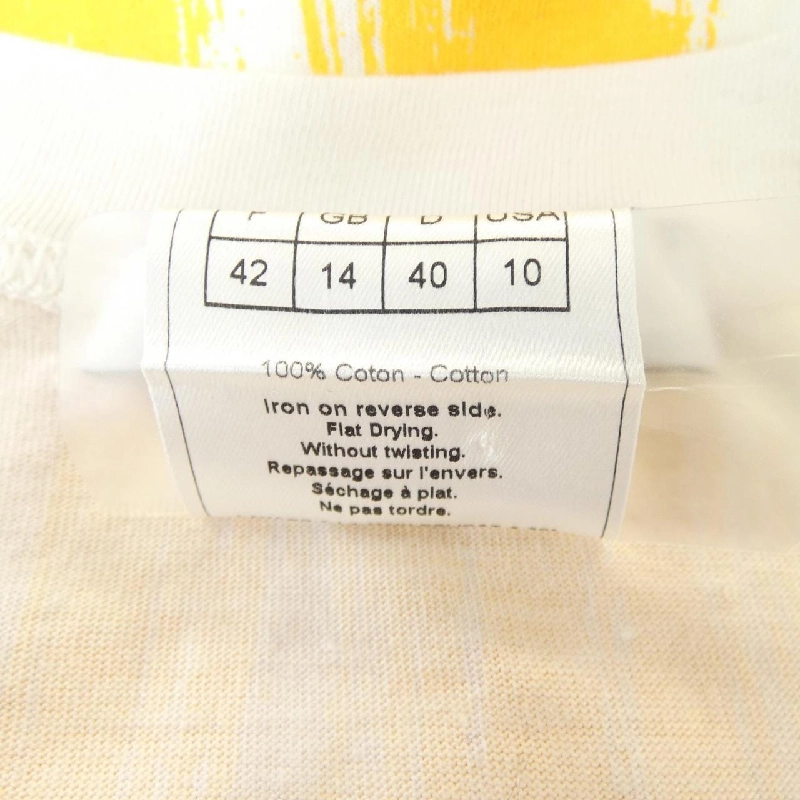 F GB D USA
42 14 40 10
100% Coton - Cotton
Iron on reverse side.
Flat Drying.
Without twisting.
Repassage sur l'envers.
Séchage à plat.
Ne pas tordre.